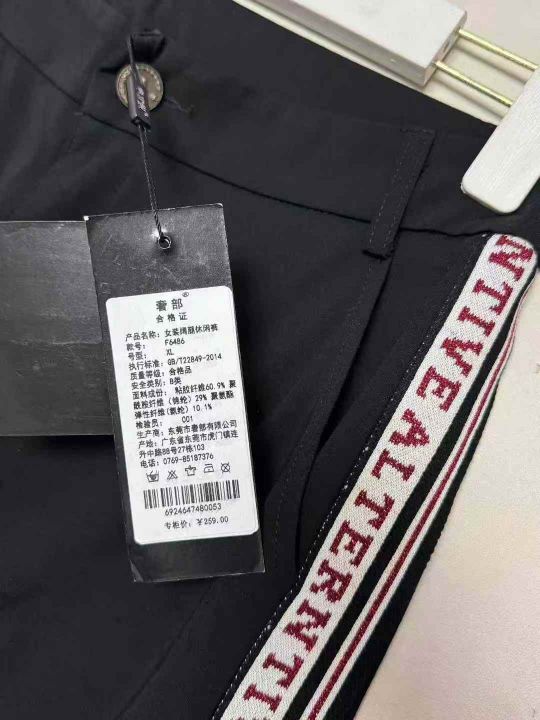 奢部®
合格证
产品名称: 女装绣腿休闲裤
款号: F6486
号型: XL
执行标准: GB/T22849-2014
质量等级: 合格品
安全类别: B类
面料成份: 粘胶纤维60.9% 聚
酰胺纤维 (锦纶) 29% 聚氨酯
弹性纤维(氨纶) 10.1%
检验员: 001
生产商: 东莞市奢部有限公司
产地: 广东省东莞市虎门镇连
升中路88号27栋103
电话: 0769-85187376
6924647480053
专柜价: ¥259.00
NTIVE ALTERNTI